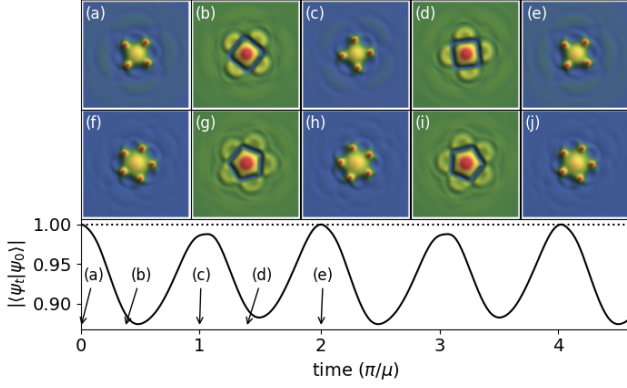 (a) (b) (c) (d) (e)
(f) (g) (h) (i) (j)
1.00
0.95
0.90
|⟨ψt|ψ0⟩|
(a) (b) (c) (d) (e)
0 1 2 3 4
time (π/μ)